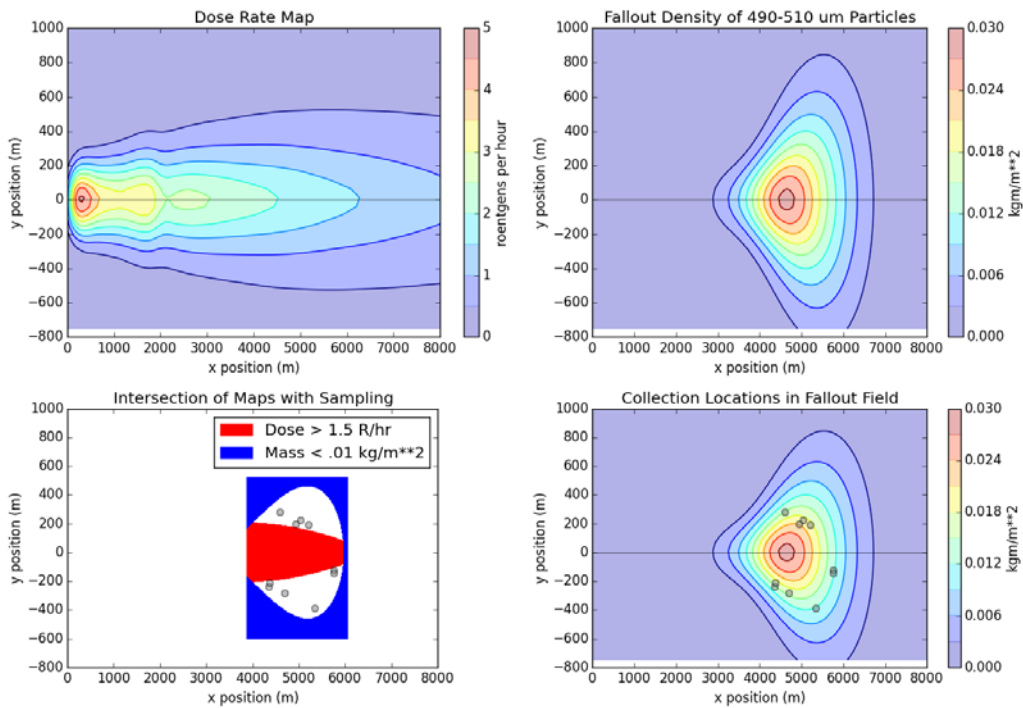 Dose Rate Map
1000
800
600
400
200
0
−200
−400
−600
−800
y position (m)
0 1000 2000 3000 4000 5000 6000 7000 8000
x position (m)
5
4
3
2
1
0
roentgens per hour
Fallout Density of 490-510 um Particles
1000
800
600
400
200
0
−200
−400
−600
−800
y position (m)
0 1000 2000 3000 4000 5000 6000 7000 8000
x position (m)
0.030
0.024
0.018
0.012
0.006
0.000
kgm/m**2
Intersection of Maps with Sampling
1000
800
600
400
200
0
−200
−400
−600
−800
y position (m)
Dose > 1.5 R/hr
Mass < .01 kg/m**2
0 1000 2000 3000 4000 5000 6000 7000 8000
x position (m)
Collection Locations in Fallout Field
1000
800
600
400
200
0
−200
−400
−600
−800
y position (m)
0 1000 2000 3000 4000 5000 6000 7000 8000
x position (m)
0.030
0.024
0.018
0.012
0.006
0.000
kgm/m**2